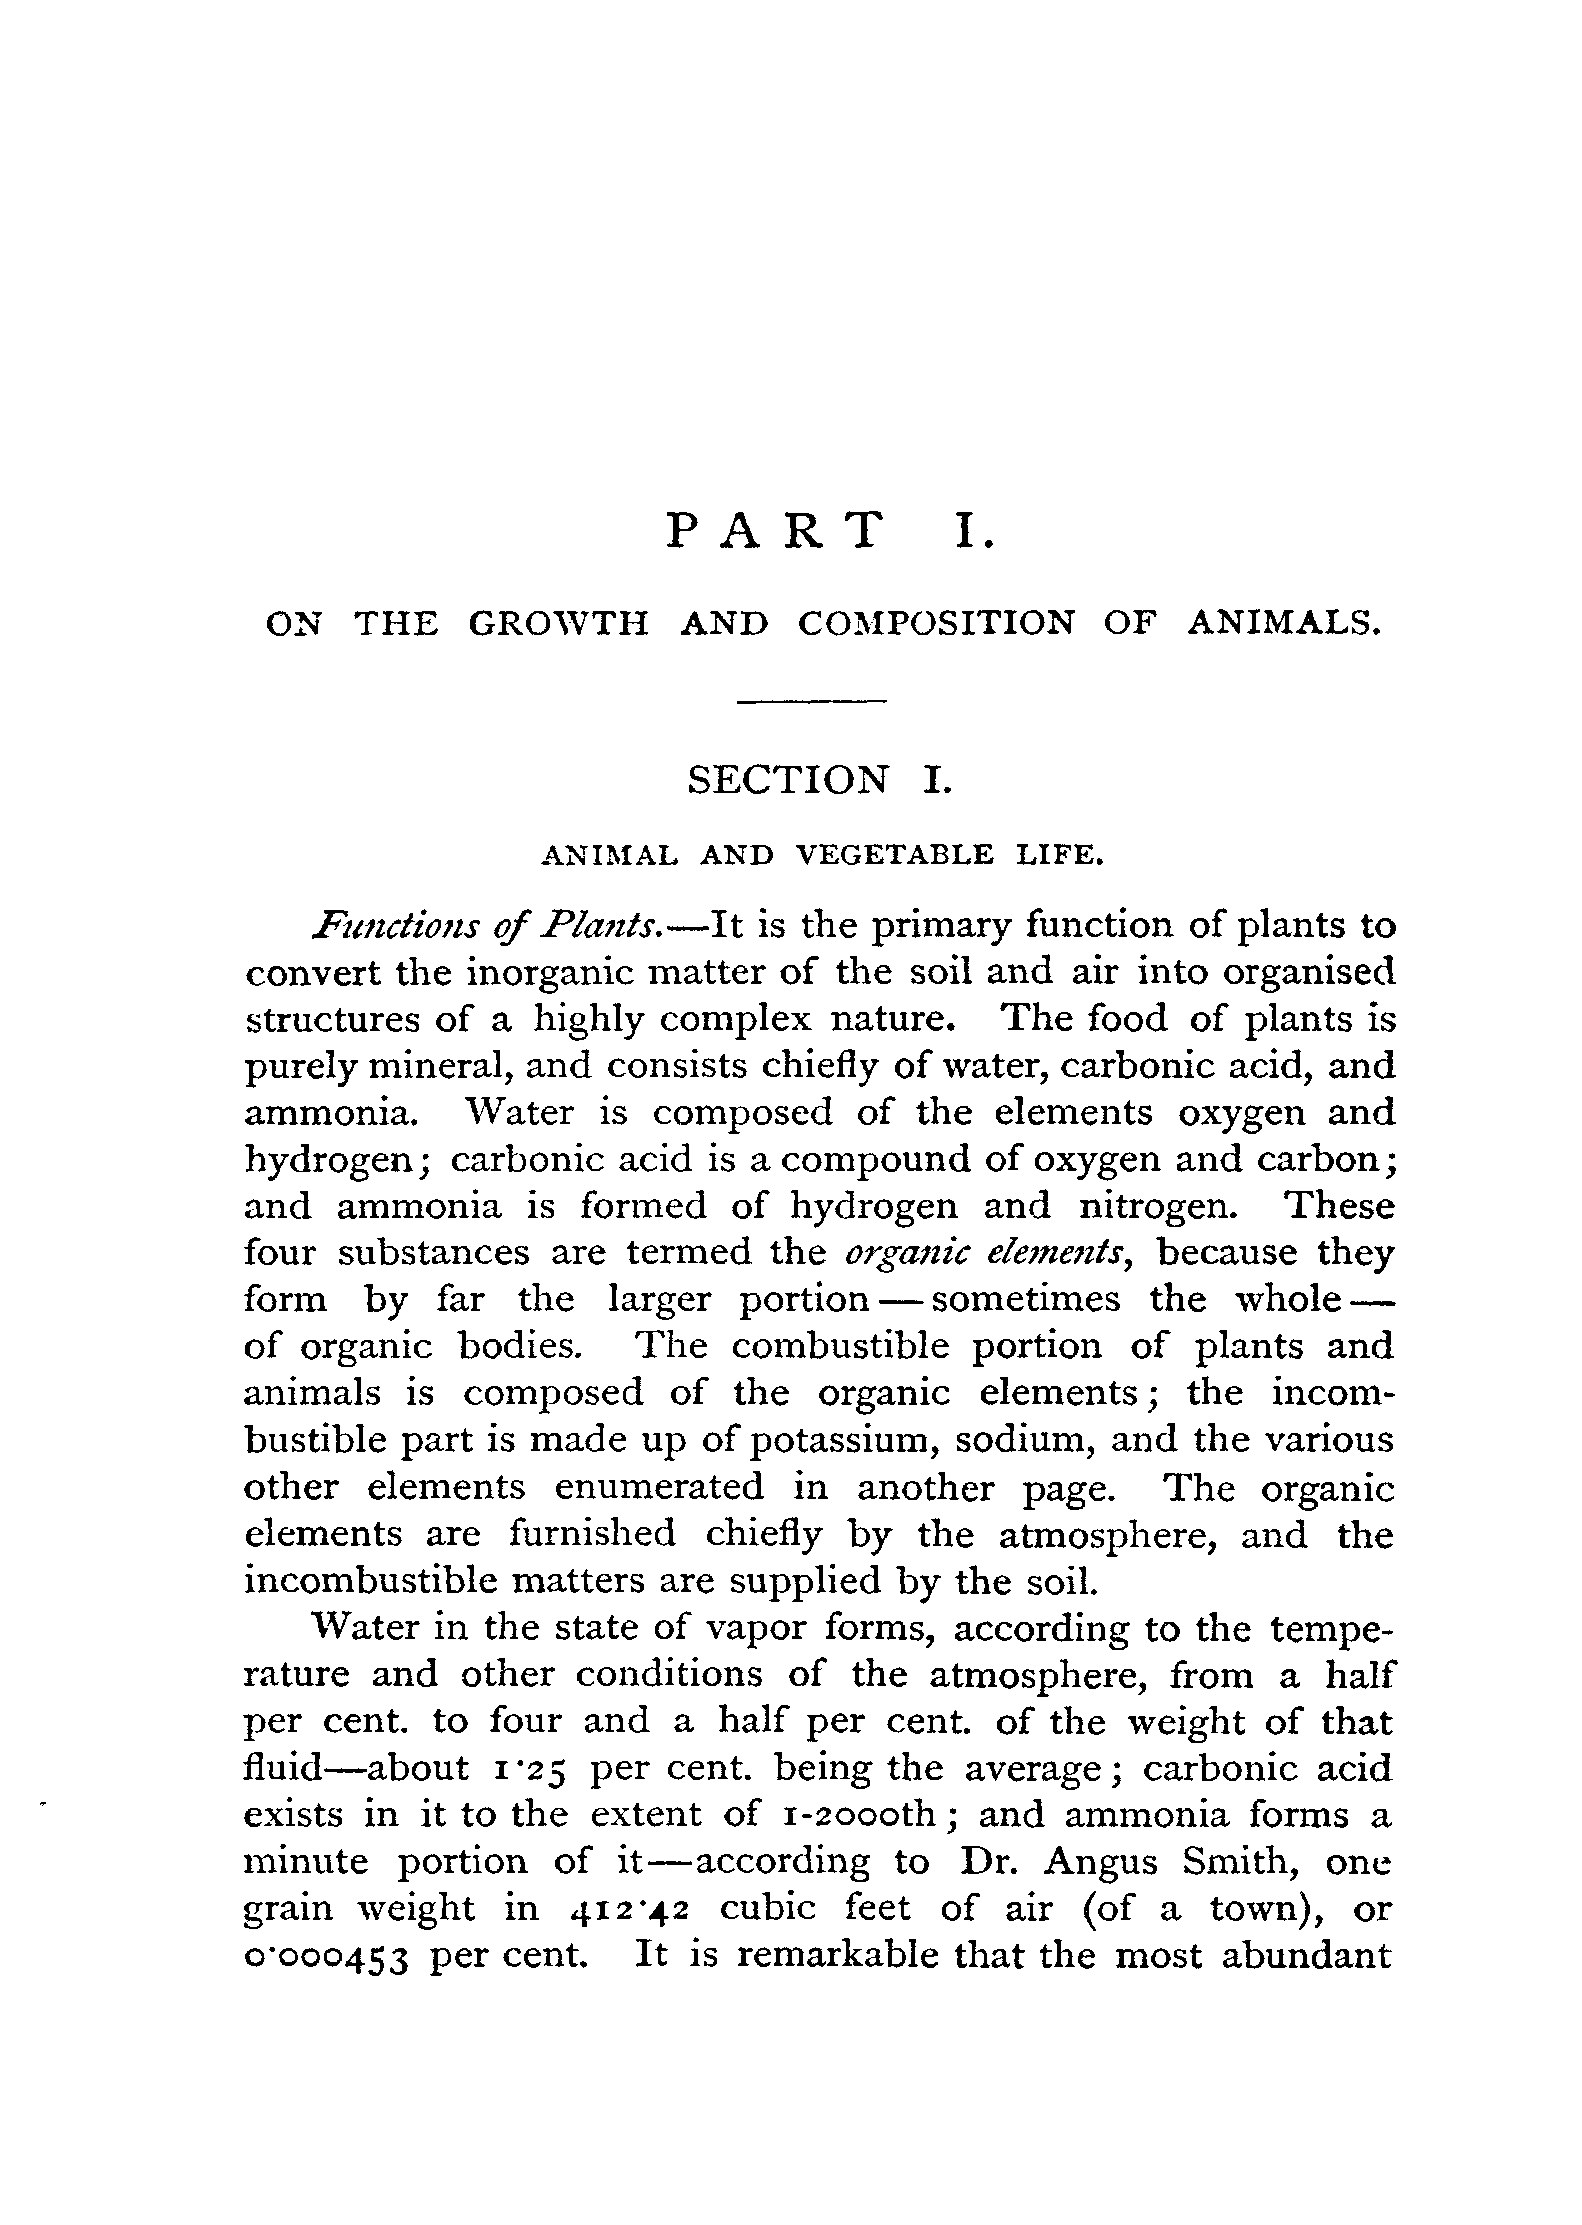 PART I.
ON THE GROWTH AND COMPOSITION OF ANIMALS.
SECTION I.
ANIMAL AND VEGETABLE LIFE.
Functions of Plants.—It is the primary function of plants to
convert the inorganic matter of the soil and air into organised
structures of a highly complex nature. The food of plants is
purely mineral, and consists chiefly of water, carbonic acid, and
ammonia. Water is composed of the elements oxygen and
hydrogen; carbonic acid is a compound of oxygen and carbon;
and ammonia is formed of hydrogen and nitrogen. These
four substances are termed the organic elements, because they
form by far the larger portion — sometimes the whole —
of organic bodies. The combustible portion of plants and
animals is composed of the organic elements; the incom-
bustible part is made up of potassium, sodium, and the various
other elements enumerated in another page. The organic
elements are furnished chiefly by the atmosphere, and the
incombustible matters are supplied by the soil.
Water in the state of vapor forms, according to the tempe-
rature and other conditions of the atmosphere, from a half
per cent. to four and a half per cent. of the weight of that
fluid—about 1·25 per cent. being the average; carbonic acid
exists in it to the extent of 1-2000th; and ammonia forms a
minute portion of it—according to Dr. Angus Smith, one
grain weight in 412·42 cubic feet of air (of a town), or
0·000453 per cent. It is remarkable that the most abundant